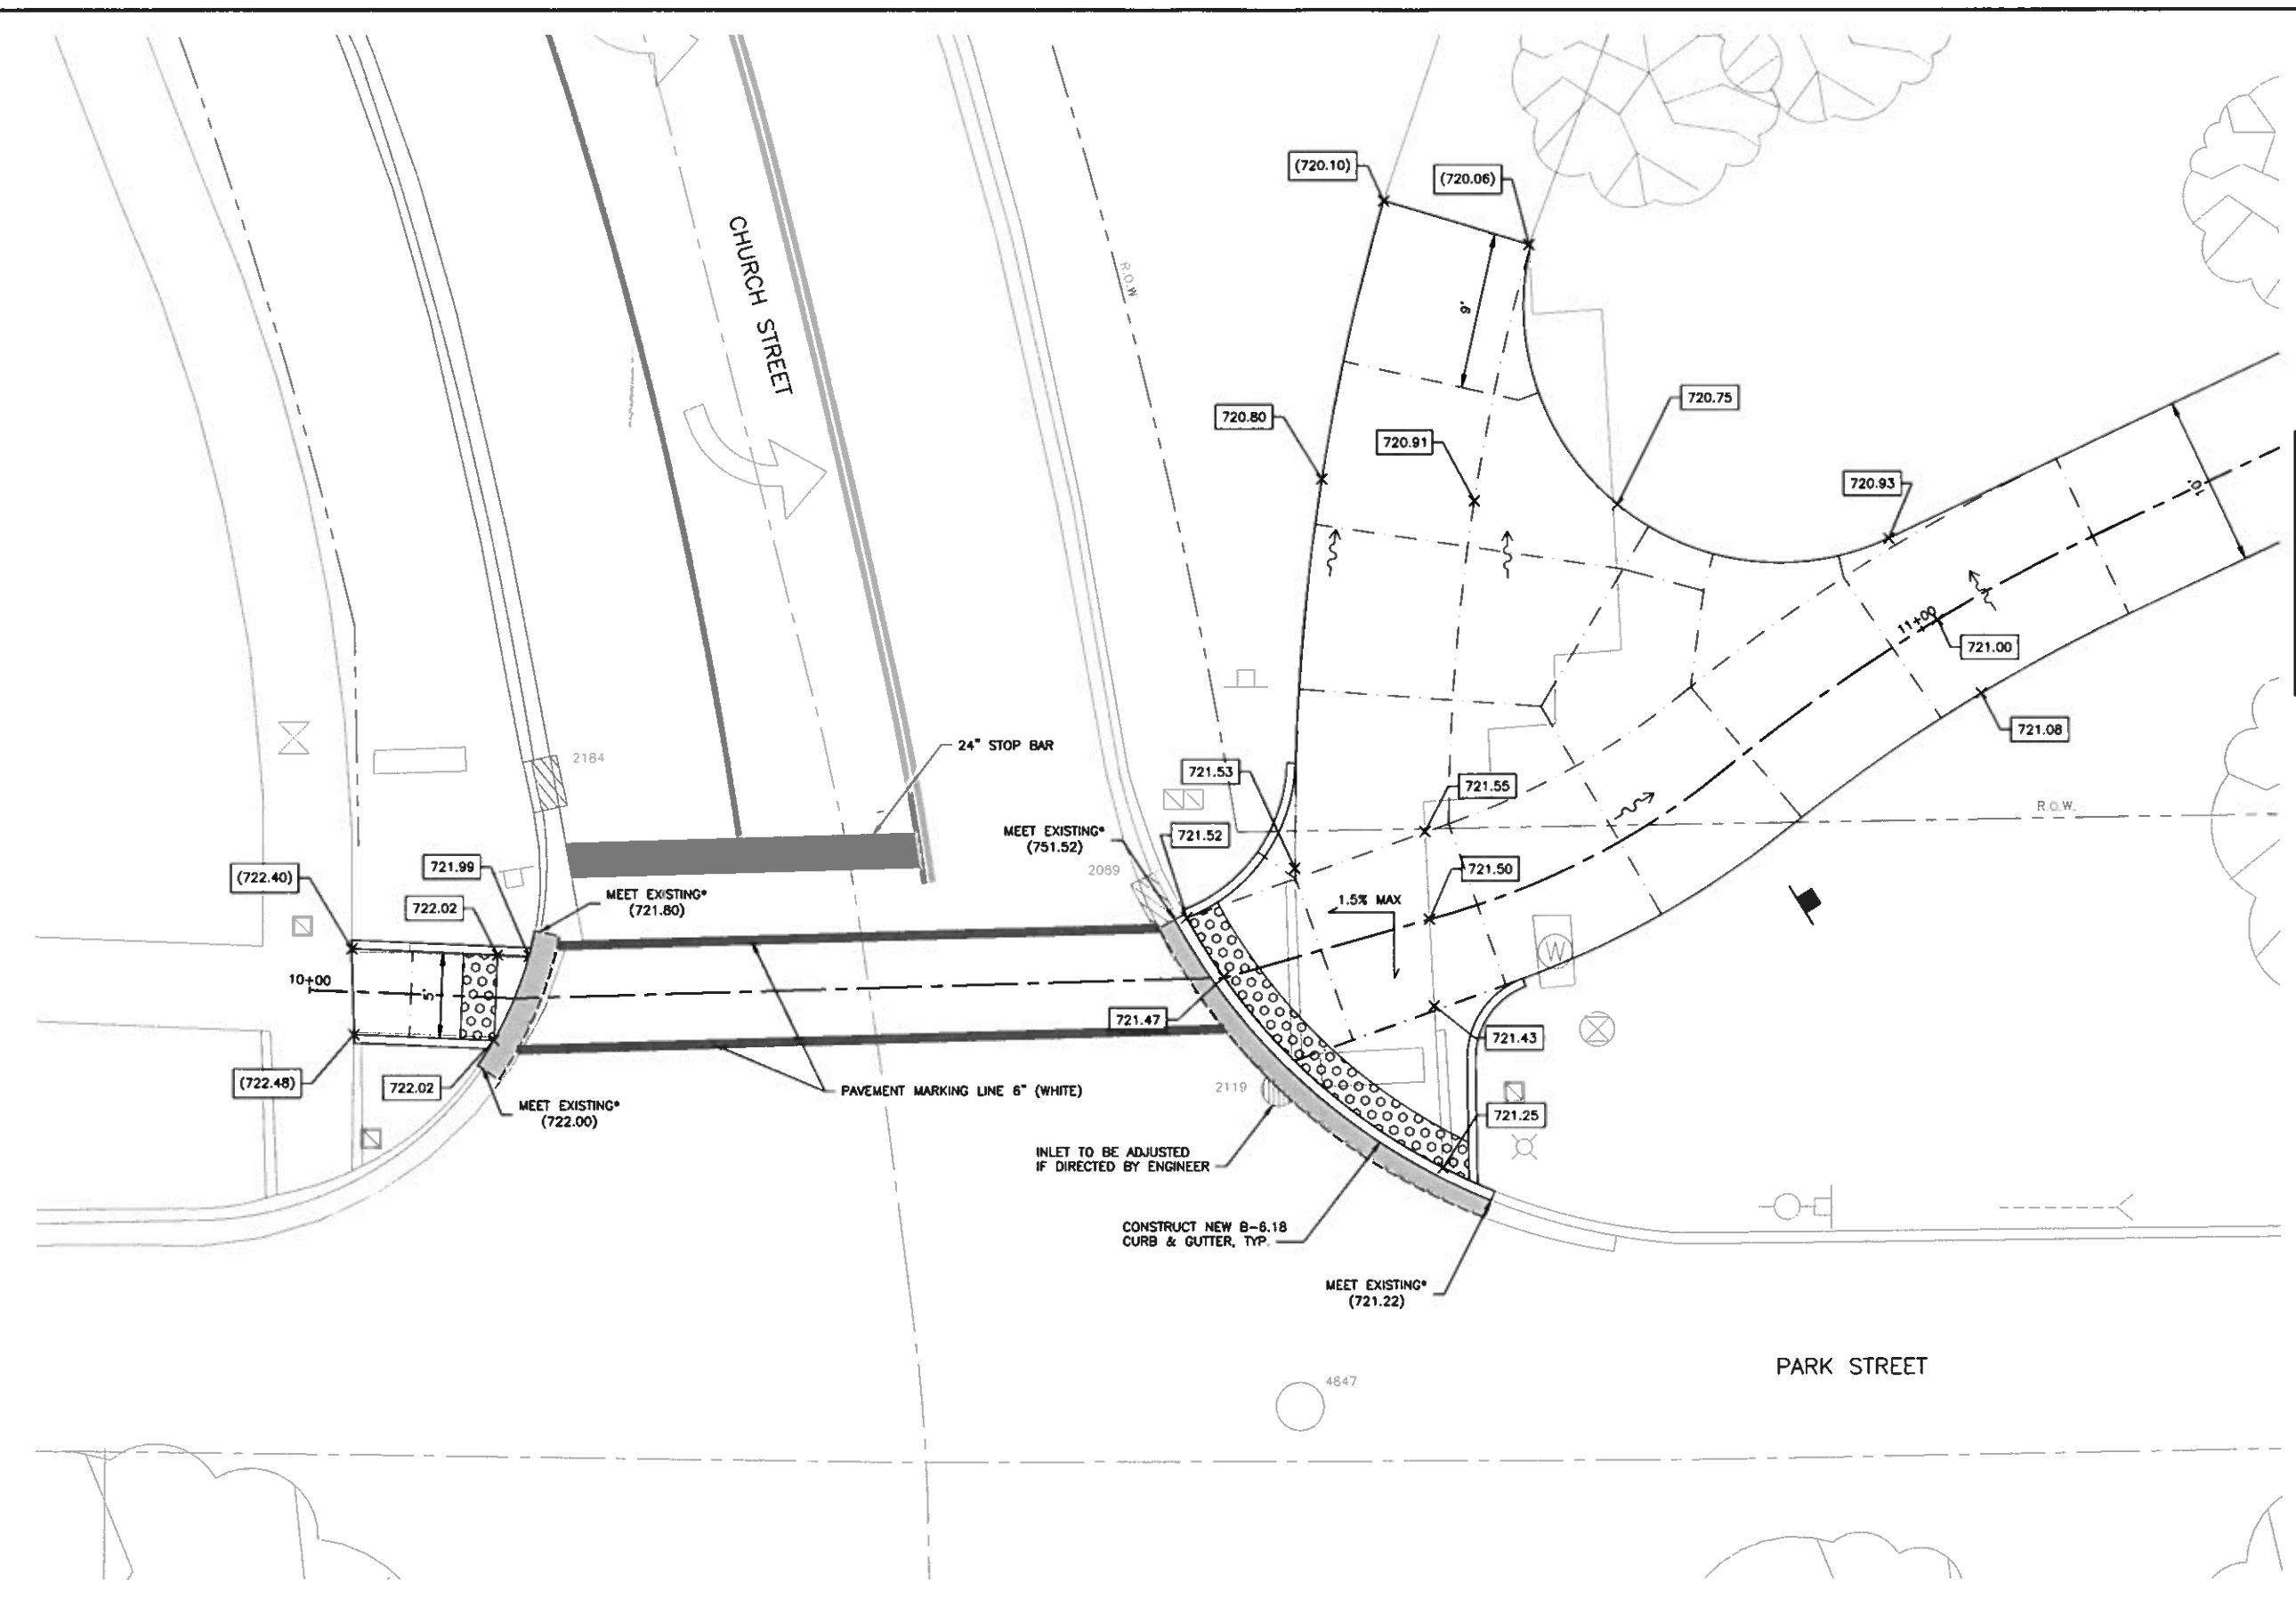 (720.10)
(720.06)
CHURCH STREET
R.O.W
6'
720.75
720.80
720.91
720.93
10'
11+00
721.00
721.08
2184
24" STOP BAR
721.53
721.55
R.O.W.
MEET EXISTING*
(751.52)
721.52
721.99
(722.40)
2089
721.50
MEET EXISTING*
(721.80)
722.02
1.5% MAX
W
10+00
5'
721.47
721.43
(722.48)
722.02
PAVEMENT MARKING LINE 6" (WHITE)
2119
MEET EXISTING*
(722.00)
721.25
INLET TO BE ADJUSTED
IF DIRECTED BY ENGINEER
CONSTRUCT NEW B-6.18
CURB & GUTTER, TYP.
MEET EXISTING*
(721.22)
PARK STREET
4847